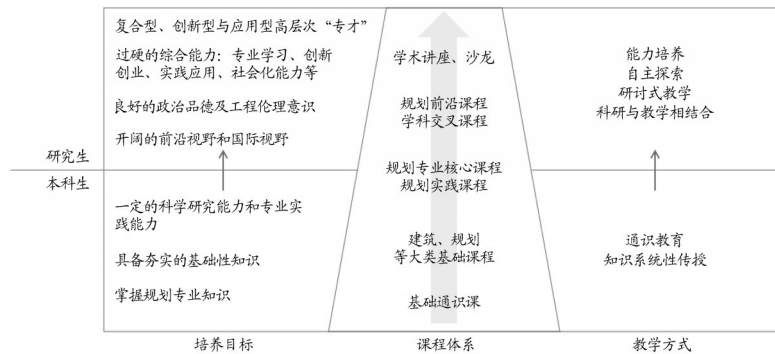 复合型、创新型与应用型高层次“专才”
过硬的综合能力：专业学习、创新
创业、实践应用、社会化能力等
良好的政治品德及工程伦理意识
开阔的前沿视野和国际视野
研究生
本科生
一定的科学研究能力和专业实
践能力
具备夯实的基础性知识
掌握规划专业知识
培养目标
学术讲座、沙龙
规划前沿课程
学科交叉课程
规划专业核心课程
规划实践课程
建筑、规划
等大类基础课程
基础通识课
课程体系
能力培养
自主探索
研讨式教学
科研与教学相结合
通识教育
知识系统性传授
教学方式